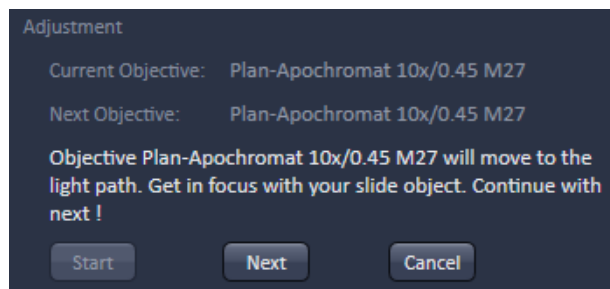 Adjustment
Current Objective: Plan-Apochromat 10x/0.45 M27
Next Objective: Plan-Apochromat 10x/0.45 M27
Objective Plan-Apochromat 10x/0.45 M27 will move to the
light path. Get in focus with your slide object. Continue with
next !
Start Next Cancel